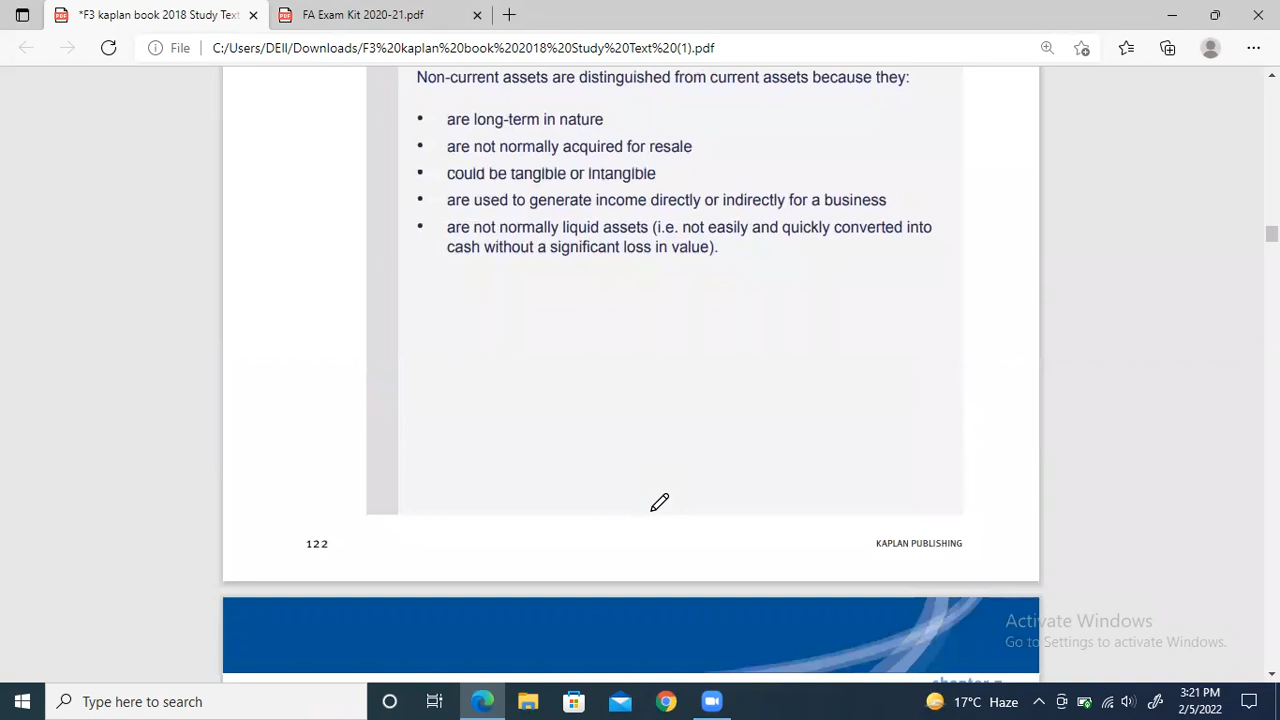 *F3 kaplan book 2018 Study Text
FA Exam Kit 2020-21.pdf
File
C:/Users/DEll/Downloads/F3%20kaplan%20book%202018%20Study%20Text%20(1).pdf
Non-current assets are distinguished from current assets because they:
• are long-term in nature
• are not normally acquired for resale
• could be tangible or intangible
• are used to generate income directly or indirectly for a business
• are not normally liquid assets (i.e. not easily and quickly converted into
cash without a significant loss in value).
122
KAPLAN PUBLISHING
Activate Windows
Go to Settings to activate Windows.
Type here to search
17°C Haze
3:21 PM
2/5/2022